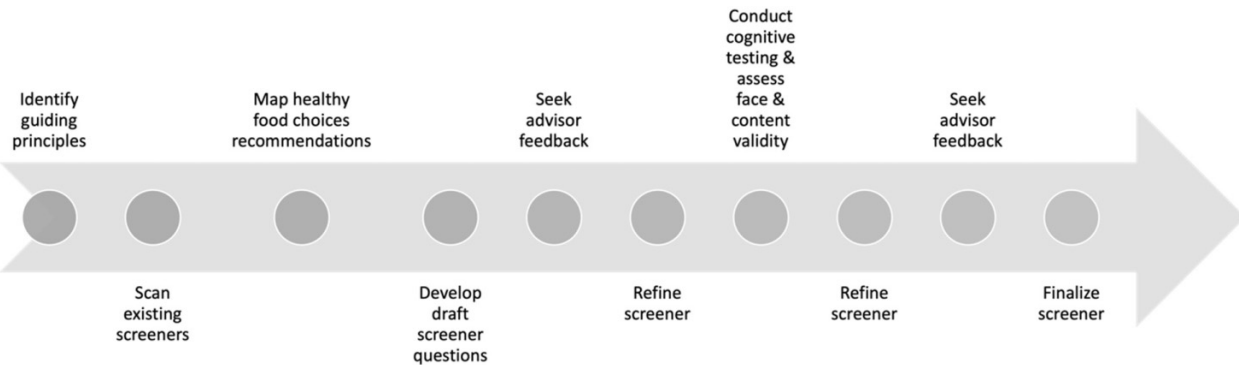 Identify
guiding
principles
Scan
existing
screeners
Map healthy
food choices
recommendations
Develop
draft
screener
questions
Seek
advisor
feedback
Refine
screener
Conduct
cognitive
testing &
assess
face &
content
validity
Refine
screener
Seek
advisor
feedback
Finalize
screener